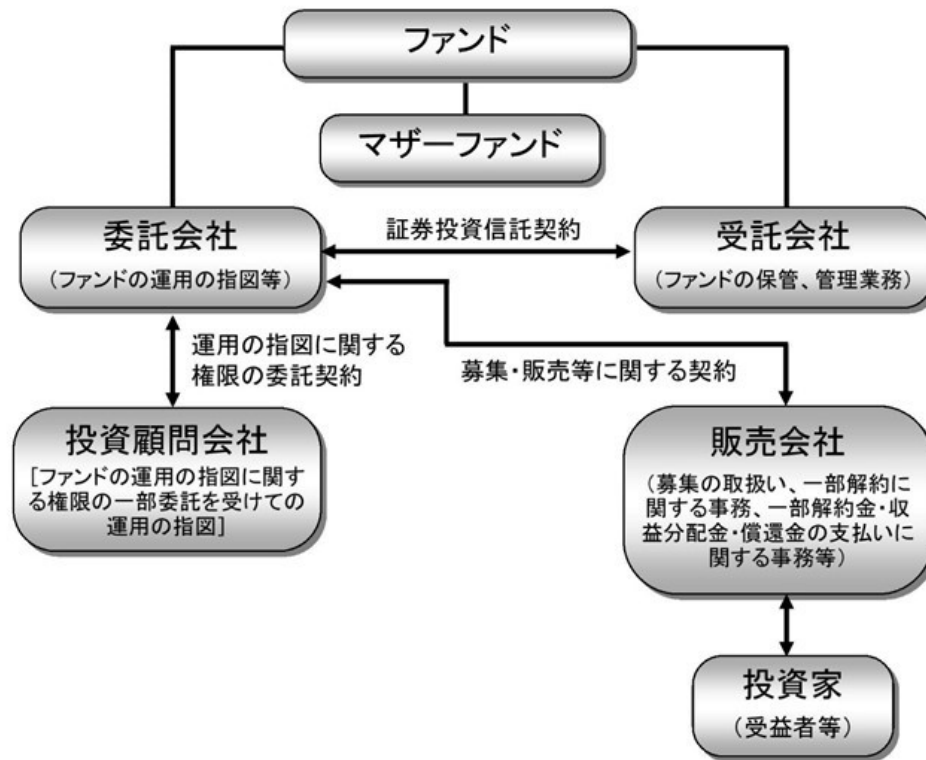 ファンド
マザーファンド
委託会社
(ファンドの運用の指図等)
証券投資信託契約
受託会社
(ファンドの保管、管理業務)
運用の指図に関する
権限の委託契約
募集・販売等に関する契約
投資顧問会社
[ファンドの運用の指図に関す
る権限の一部委託を受けての
運用の指図]
販売会社
(募集の取扱い、一部解約に
関する事務、一部解約金・収
益分配金・償還金の支払いに
関する事務等)
投資家
(受益者等)